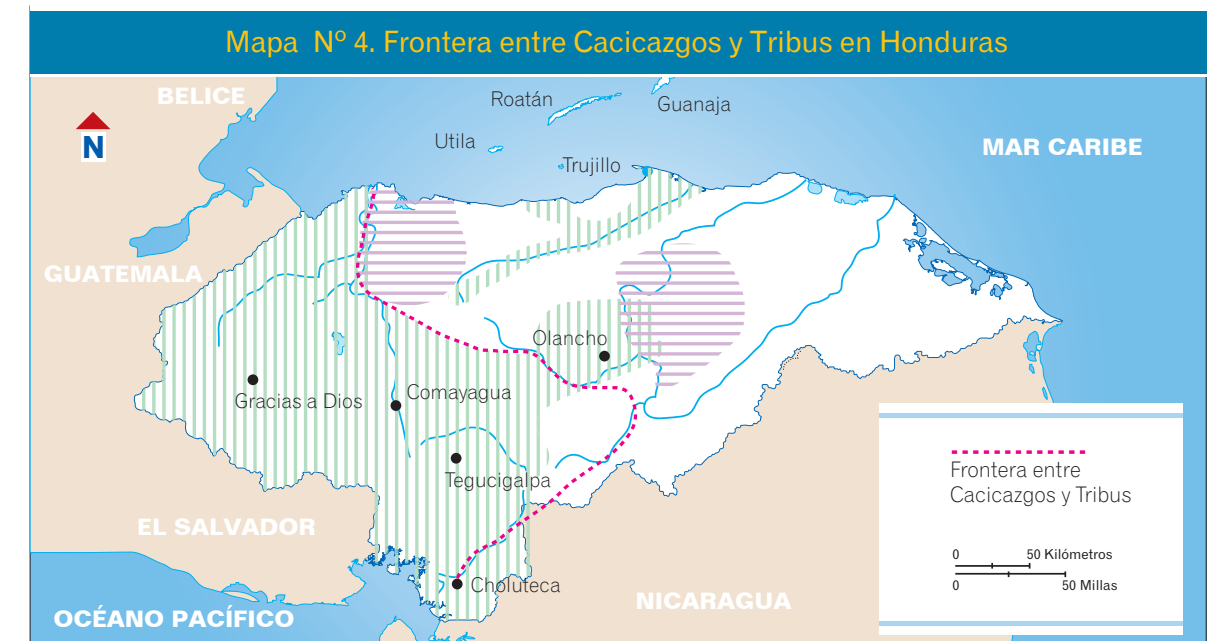 Mapa Nº 4. Frontera entre Cacicazgos y Tribus en Honduras
BELICE
Roatán
Guanaja
N
Utila
MAR CARIBE
Trujillo
GUATEMALA
Olancho
Gracias a Dios
Comayagua
Frontera entre
Cacicazgos y Tribus
Tegucigalpa
EL SALVADOR
0 50 Kilómetros
0 50 Millas
Choluteca
NICARAGUA
OCÉANO PACÍFICO